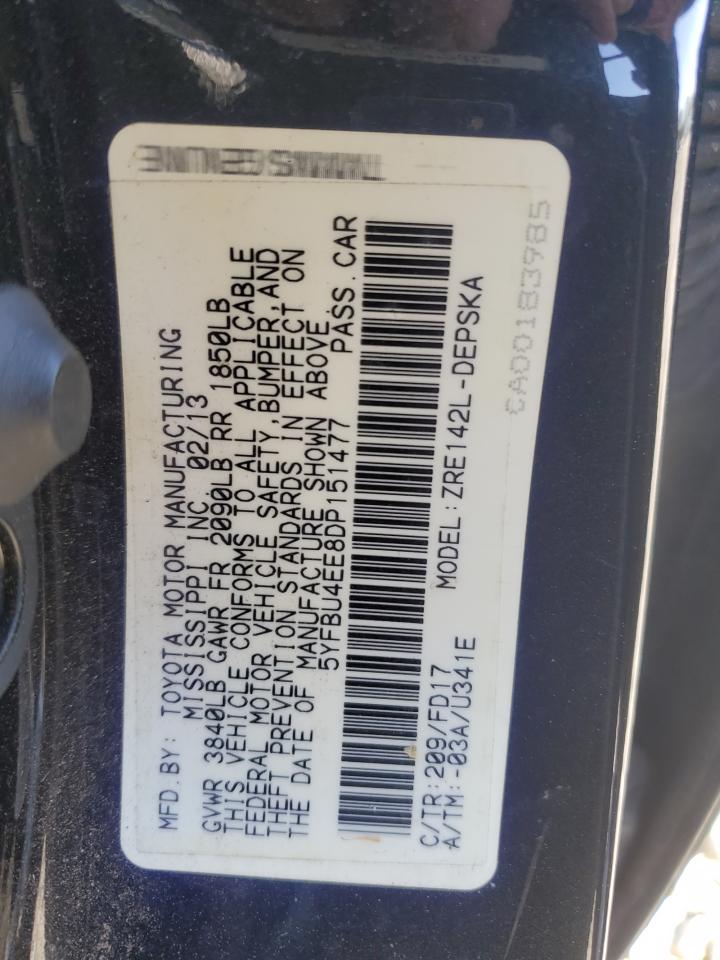 MFD.BY: TOYOTA MOTOR MANUFACTURING
MISSISSIPPI INC. 02/13
GVWR 3840LB GAWR FR 2090LB RR 1850LB
THIS VEHICLE CONFORMS TO ALL APPLICABLE
FEDERAL MOTOR VEHICLE SAFETY,BUMPER,AND
THEFT PREVENTION STANDARDS IN EFFECT ON
THE DATE OF MANUFACTURE SHOWN ABOVE.
5YFBU4EE8DP151477 PASS.CAR
C/TR:209/FD17 MODEL:ZRE142L-DEPSKA
A/TM:-03A/U341E
CA00183985